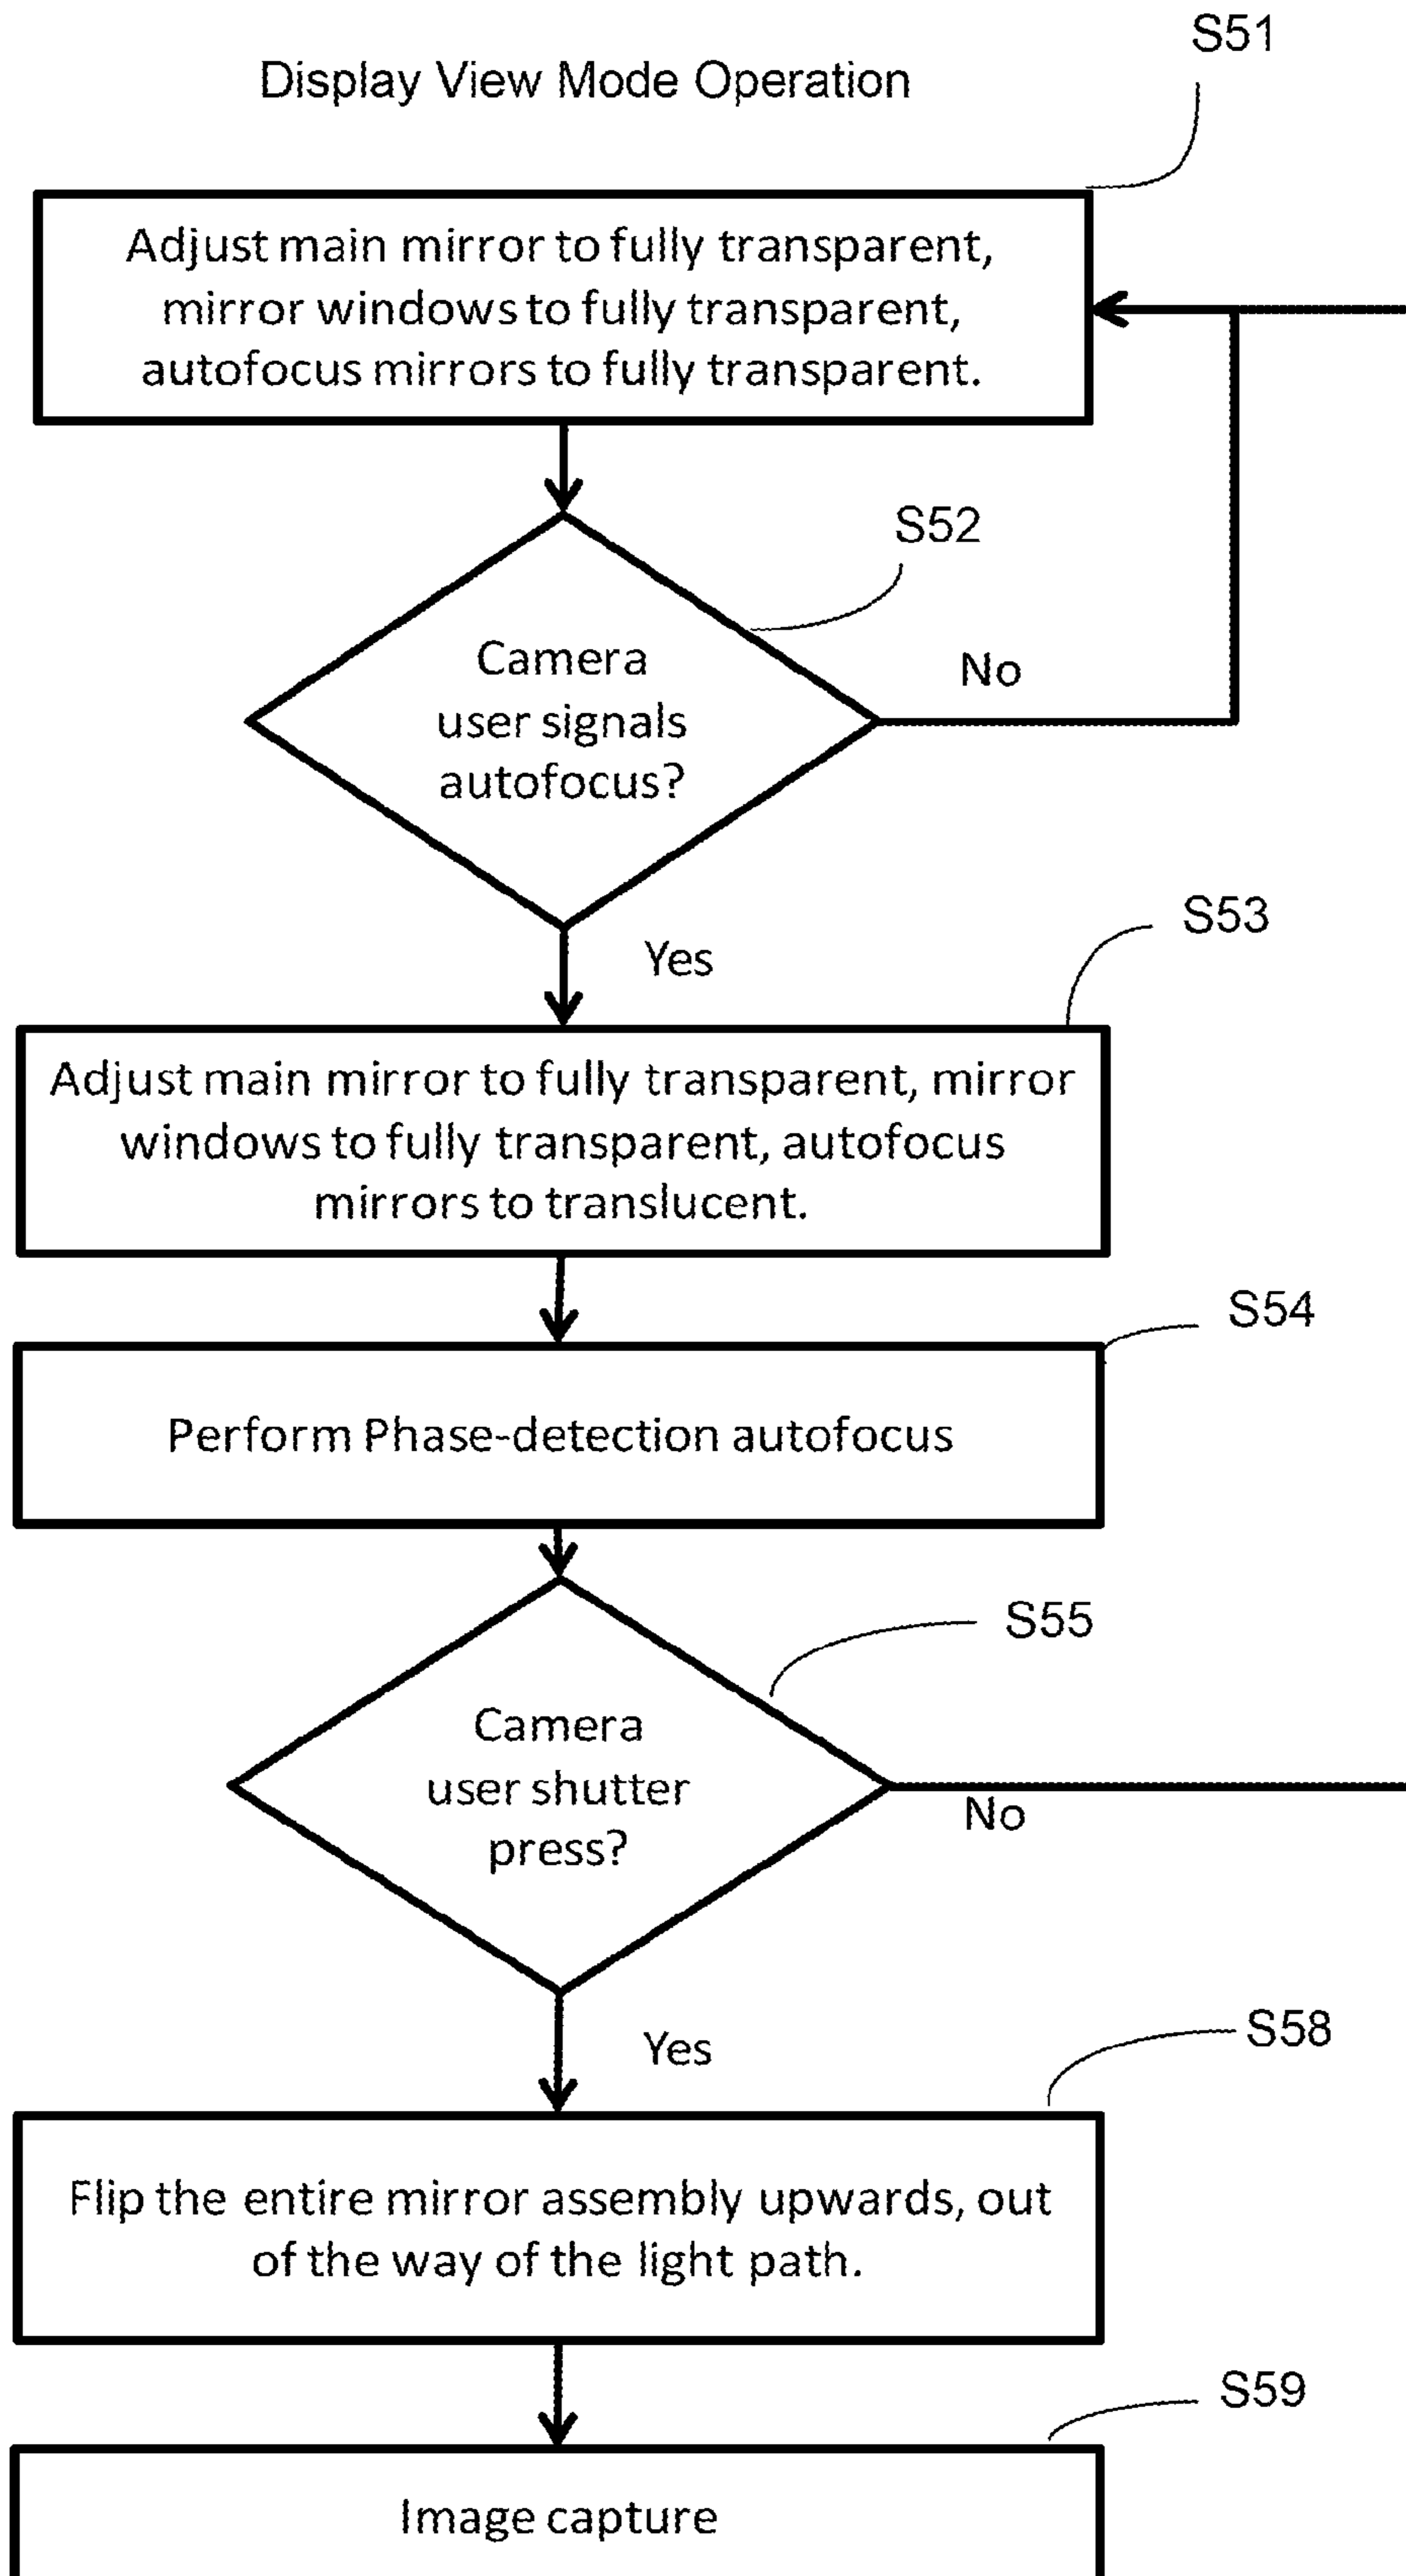 S51
Display View Mode Operation
Adjust main mirror to fully transparent,
mirror windows to fully transparent,
autofocus mirrors to fully transparent.
S52
Camera
user signals
autofocus?
No
Yes
S53
Adjust main mirror to fully transparent, mirror
windows to fully transparent, autofocus
mirrors to translucent.
S54
Perform Phase-detection autofocus
S55
Camera
user shutter
press?
No
Yes
S58
Flip the entire mirror assembly upwards, out
of the way of the light path.
S59
Image capture